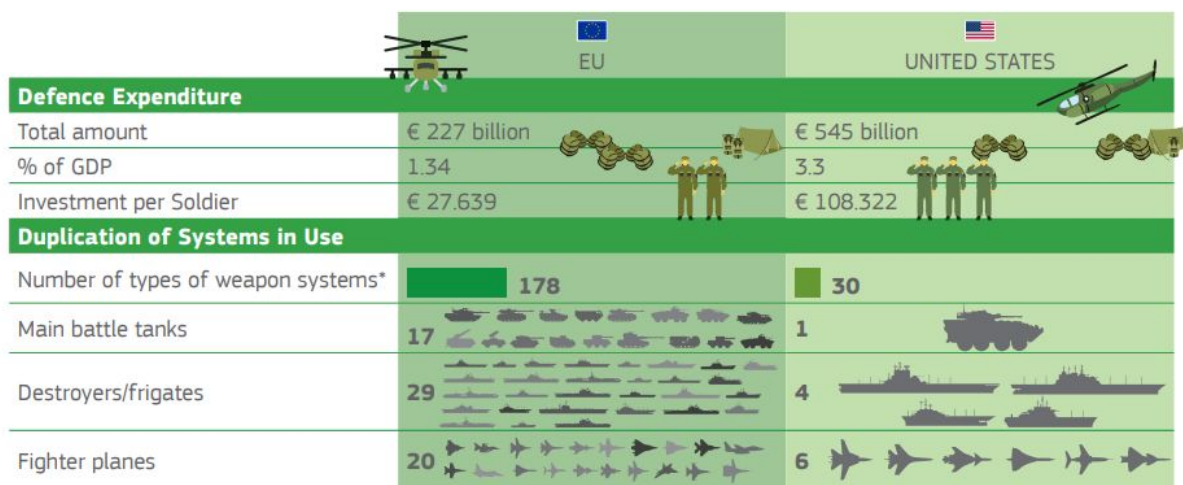 EU
UNITED STATES
Defence Expenditure
Total amount € 227 billion € 545 billion
% of GDP 1.34 3.3
Investment per Soldier € 27.639 € 108.322
Duplication of Systems in Use
Number of types of weapon systems* 178 30
Main battle tanks 17 1
Destroyers/frigates 29 4
Fighter planes 20 6